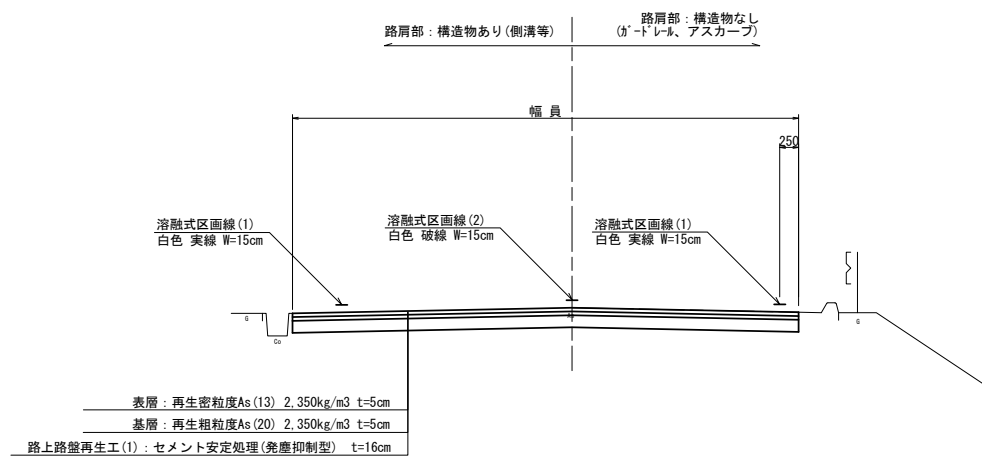 路肩部：構造物あり(側溝等)
路肩部：構造物なし
(ｶﾞｰﾄﾞﾚｰﾙ、アスカーブ)
幅 員
250
溶融式区画線(1)
白色 実線 W=15cm
溶融式区画線(2)
白色 破線 W=15cm
溶融式区画線(1)
白色 実線 W=15cm
G
Co
As
G
表層：再生密粒度As(13) 2,350kg/m3 t=5cm
基層：再生粗粒度As(20) 2,350kg/m3 t=5cm
路上路盤再生工(1)：セメント安定処理(発塵抑制型) t=16cm